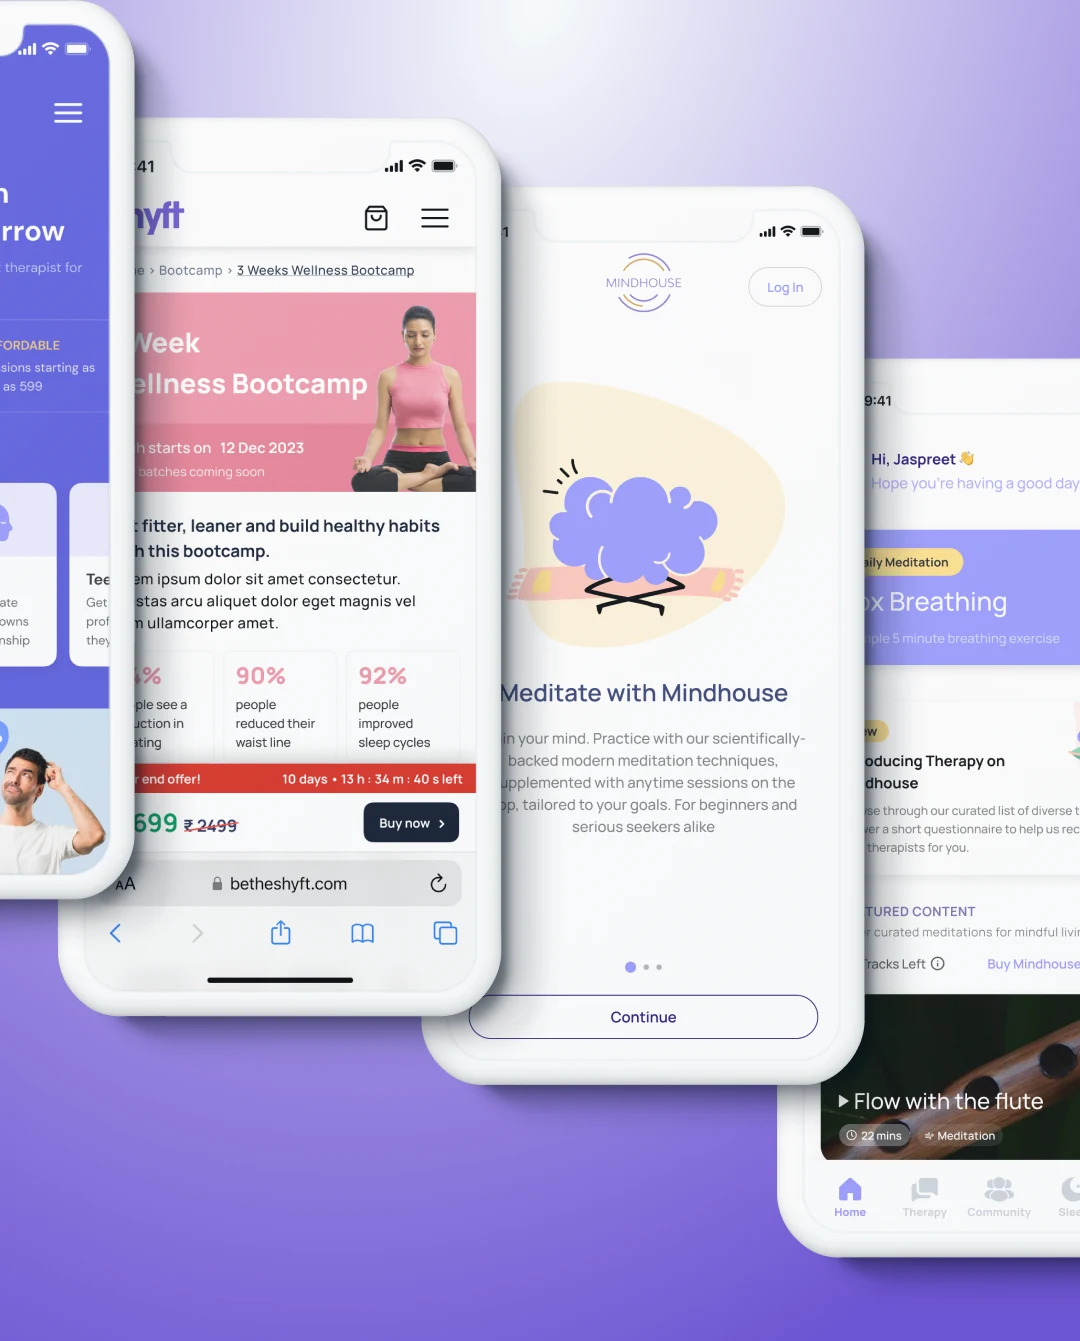 rrow
therapist for
FORDABLE
sions starting as
as 599
ate
owns
nship
Tee
Get
prof
they
41
hyft
Bootcamp › 3 Weeks Wellness Bootcamp
Week
ellness Bootcamp
h starts on 12 Dec 2023
batches coming soon
fitter, leaner and build healthy habits
h this bootcamp.
em ipsum dolor sit amet consectetur.
stas arcu aliquet dolor eget magnis vel
ullamcorper amet.
4%
ple see a
uction in
ating
90%
people
reduced their
waist line
92%
people
improved
sleep cycles
r end offer!
10 days • 13 h : 34 m : 40 s left
699 ₹ 2499
Buy now
AA
betheshyft.com
MINDHOUSE
Log In
Meditate with Mindhouse
in your mind. Practice with our scientifically-
backed modern meditation techniques,
upplemented with anytime sessions on the
op, tailored to your goals. For beginners and
serious seekers alike
Continue
9:41
Hi, Jaspreet 👋
Hope you're having a good day
aily Meditation
ox Breathing
ple 5 minute breathing exercise
ew
oducing Therapy on
dhouse
se through our curated list of diverse t
er a short questionnaire to help us rec
therapists for you.
TURED CONTENT
r curated meditations for mindful livin
Tracks Left
Buy Mindhouse
Flow with the flute
22 mins
Meditation
Home
Therapy
Community
Slee